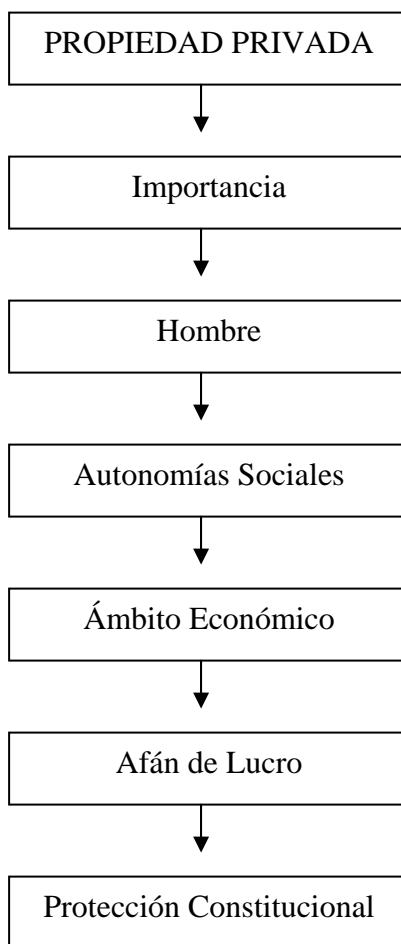 PROPIEDAD PRIVADA
Importancia
Hombre
Autonomías Sociales
Ámbito Económico
Afán de Lucro
Protección Constitucional